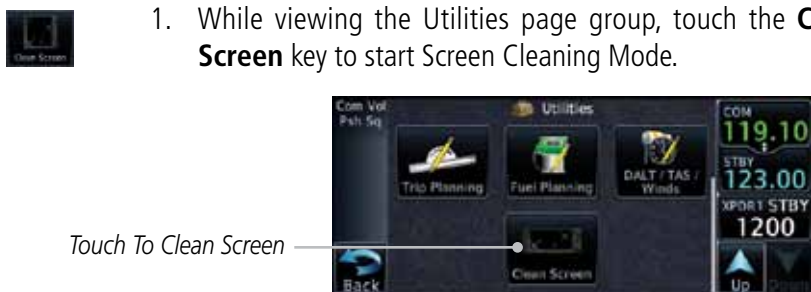 Clean Screen
1. While viewing the Utilities page group, touch the C
Screen key to start Screen Cleaning Mode.
Com Vol
Psh Sq
Utilities
COM
119.10
Trip Planning
Fuel Planning
DALT / TAS /
Winds
STBY
123.00
XPDR1 STBY
1200
Touch To Clean Screen
Clean Screen
Back
Up
Down